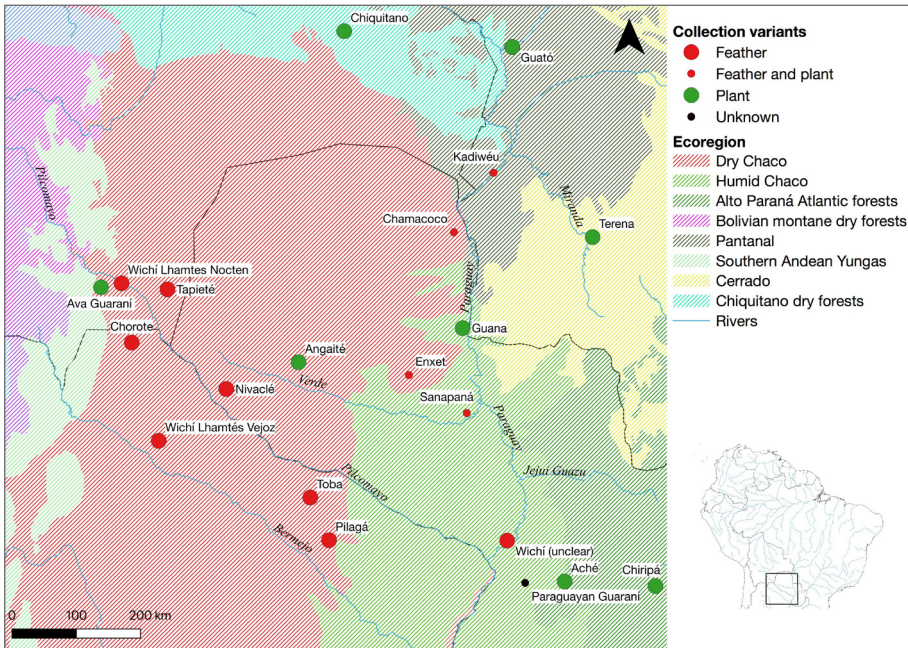 Chiquitano
Guató
Kadiwéu
Pilcomayo
Miranda
Chamacoco
Terena
Paraguay
Wichí Lhamtes Nocten
Ava Guaraní
Tapieté
Chorote
Guana
Angaité
Enxet
Verde
Nivaclé
Sanapaná
Paraguay
Wichí Lhamtés Vejoz
Pilcomayo
Jejui Guazu
Toba
Bermejo
Pilagá
Wichí (unclear)
Aché
Chiripá
Paraguayan Guaraní
0 100 200 km
Collection variants
Feather
Feather and plant
Plant
Unknown
Ecoregion
Dry Chaco
Humid Chaco
Alto Paraná Atlantic forests
Bolivian montane dry forests
Pantanal
Southern Andean Yungas
Cerrado
Chiquitano dry forests
Rivers